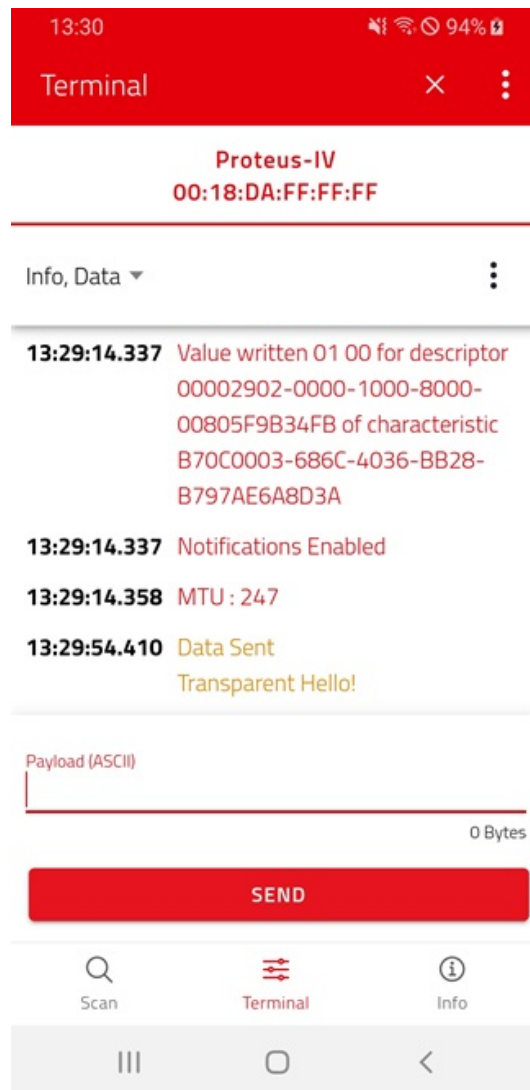 13:30 94%
Terminal
Proteus-IV
00:18:DA:FF:FF:FF
Info, Data
13:29:14.337 Value written 01 00 for descriptor
00002902-0000-1000-8000-
00805F9B34FB of characteristic
B70C0003-686C-4036-BB28-
B797AE6A8D3A
13:29:14.337 Notifications Enabled
13:29:14.358 MTU : 247
13:29:54.410 Data Sent
Transparent Hello!
Payload (ASCII)
0 Bytes
SEND
Scan Terminal Info